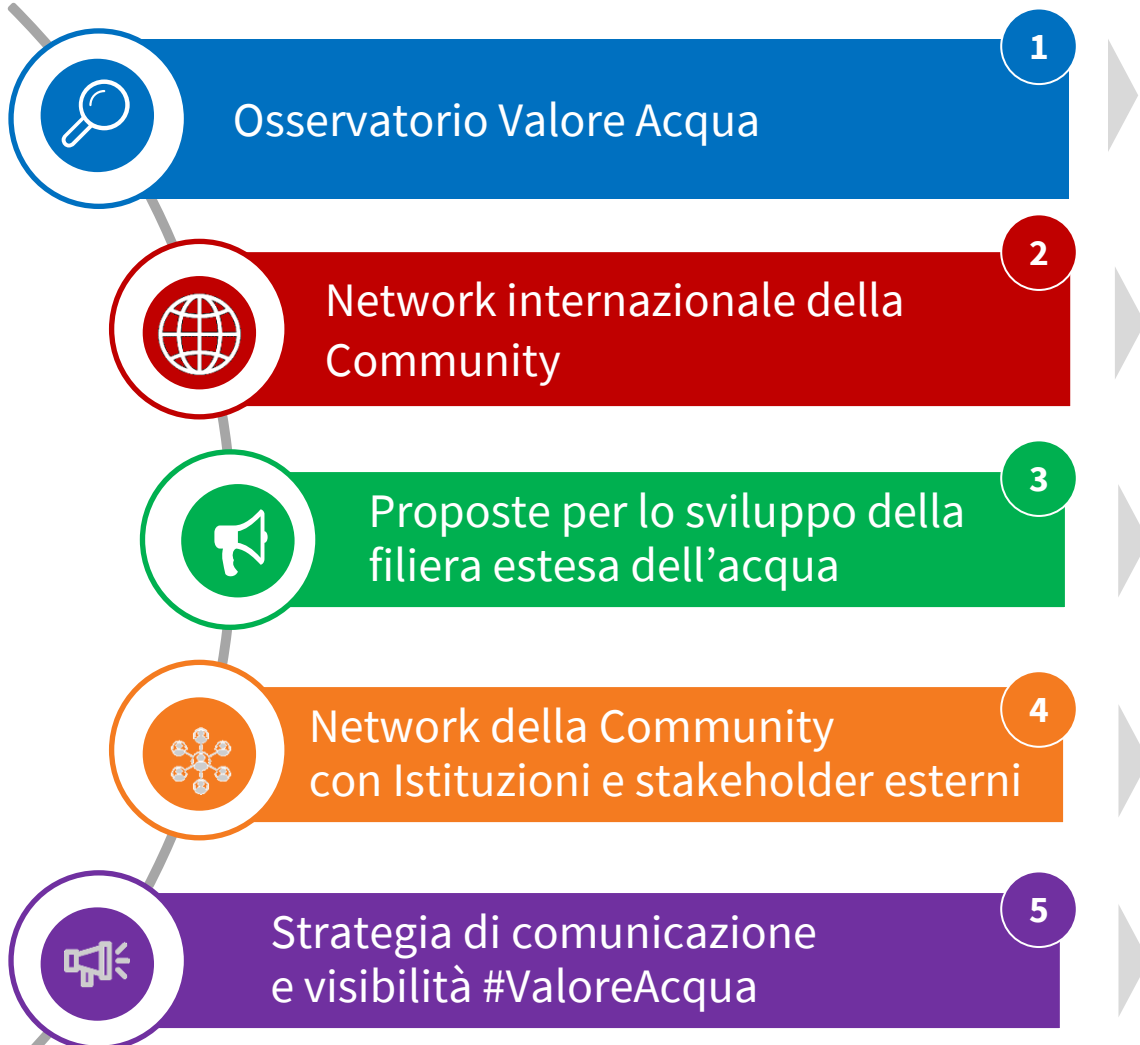 1
Osservatorio Valore Acqua
2
Network internazionale della
Community
3
Proposte per lo sviluppo della
filiera estesa dell’acqua
4
Network della Community
con Istituzioni e stakeholder esterni
5
Strategia di comunicazione
e visibilità #ValoreAcqua